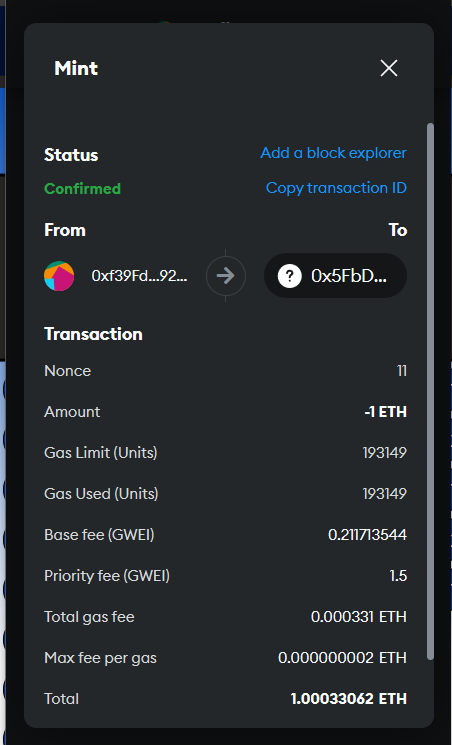 Mint
Status Add a block explorer
Confirmed Copy transaction ID
From To
0xf39Fd...92... ? 0x5FbD...
Transaction
Nonce 11
Amount -1 ETH
Gas Limit (Units) 193149
Gas Used (Units) 193149
Base fee (GWEI) 0.211713544
Priority fee (GWEI) 1.5
Total gas fee 0.000331 ETH
Max fee per gas 0.000000002 ETH
Total 1.00033062 ETH